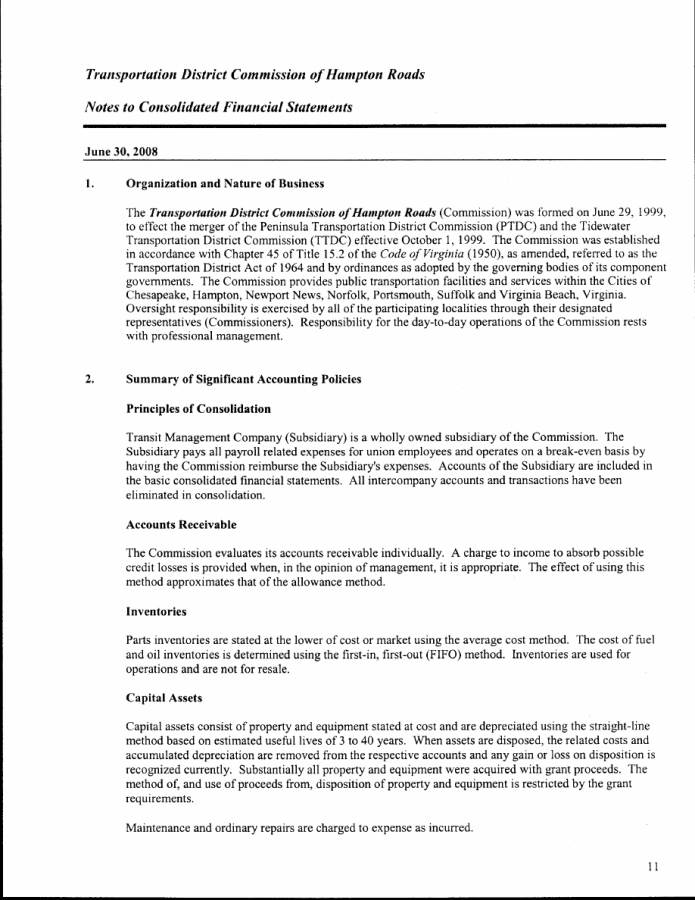 Transportation District Commission of Hampton Roads
Notes to Consolidated Financial Statements
June 30, 2008
1. Organization and Nature of Business
The Transportation District Commission of Hampton Roads (Commission) was formed on June 29, 1999,
to effect the merger of the Peninsula Transportation District Commission (PTDC) and the Tidewater
Transportation District Commission (TTDC) effective October 1, 1999. The Commission was established
in accordance with Chapter 45 of Title 15.2 of the Code of Virginia (1950), as amended, referred to as the
Transportation District Act of 1964 and by ordinances as adopted by the governing bodies of its component
governments. The Commission provides public transportation facilities and services within the Cities of
Chesapeake, Hampton, Newport News, Norfolk, Portsmouth, Suffolk and Virginia Beach, Virginia.
Oversight responsibility is exercised by all of the participating localities through their designated
representatives (Commissioners). Responsibility for the day-to-day operations of the Commission rests
with professional management.
2. Summary of Significant Accounting Policies
Principles of Consolidation
Transit Management Company (Subsidiary) is a wholly owned subsidiary of the Commission. The
Subsidiary pays all payroll related expenses for union employees and operates on a break-even basis by
having the Commission reimburse the Subsidiary's expenses. Accounts of the Subsidiary are included in
the basic consolidated financial statements. All intercompany accounts and transactions have been
eliminated in consolidation.
Accounts Receivable
The Commission evaluates its accounts receivable individually. A charge to income to absorb possible
credit losses is provided when, in the opinion of management, it is appropriate. The effect of using this
method approximates that of the allowance method.
Inventories
Parts inventories are stated at the lower of cost or market using the average cost method. The cost of fuel
and oil inventories is determined using the first-in, first-out (FIFO) method. Inventories are used for
operations and are not for resale.
Capital Assets
Capital assets consist of property and equipment stated at cost and are depreciated using the straight-line
method based on estimated useful lives of 3 to 40 years. When assets are disposed, the related costs and
accumulated depreciation are removed from the respective accounts and any gain or loss on disposition is
recognized currently. Substantially all property and equipment were acquired with grant proceeds. The
method of, and use of proceeds from, disposition of property and equipment is restricted by the grant
requirements.
Maintenance and ordinary repairs are charged to expense as incurred.
11